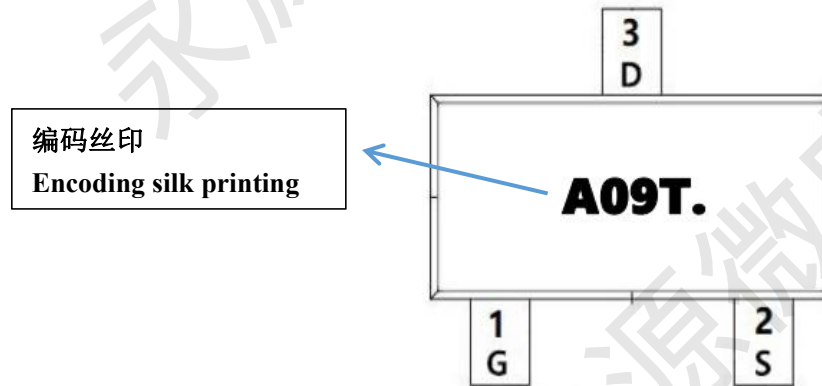 3
D
编码丝印
Encoding silk printing
A09T.
1
G
2
S